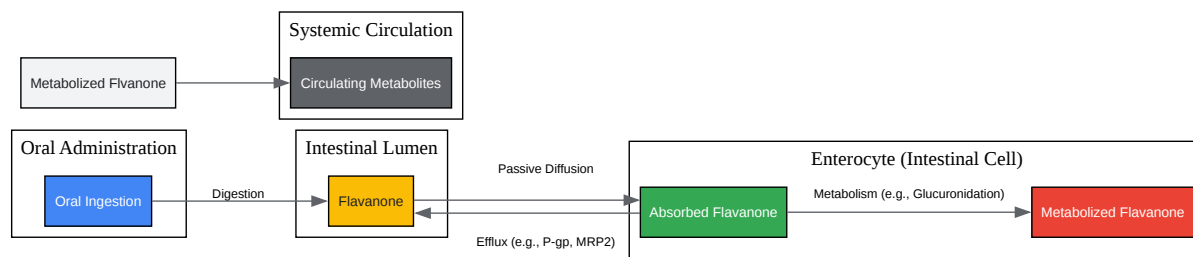 Systemic Circulation
Metabolized Flvanone
Circulating Metabolites
Oral Administration
Intestinal Lumen
Enterocyte (Intestinal Cell)
Passive Diffusion
Oral Ingestion
Digestion
Flavanone
Absorbed Flavanone
Metabolism (e.g., Glucuronidation)
Metabolized Flavanone
Efflux (e.g., P-gp, MRP2)